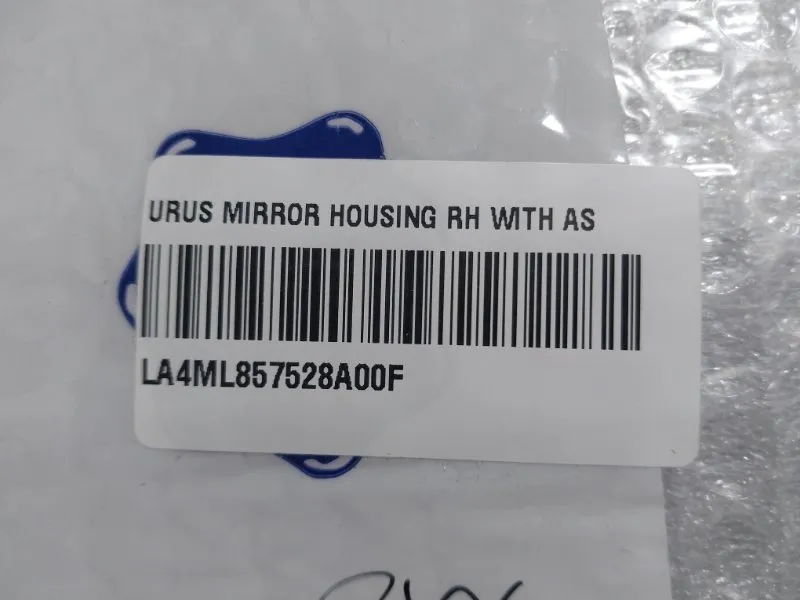 URUS MIRROR HOUSING RH WITH AS
LA4ML857528A00F